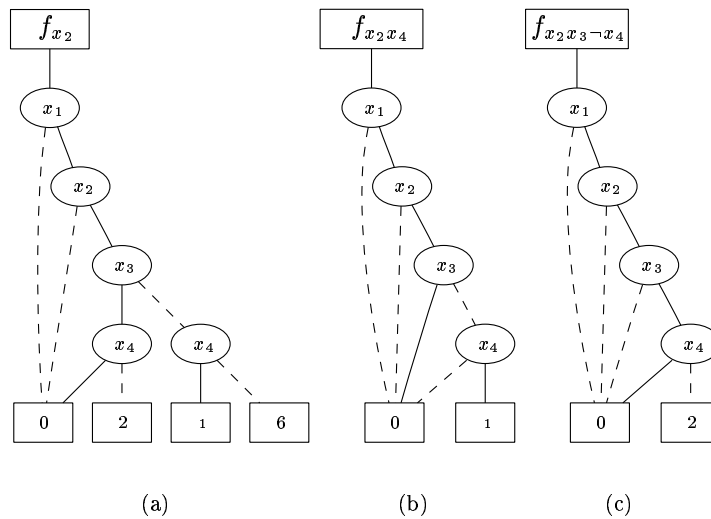 f_{x_2} f_{x_2 x_4} f_{x_2 x_3 ¬x_4}
x_1 x_1 x_1
x_2 x_2 x_2
x_3 x_3 x_3
x_4 x_4 x_4 x_4
0 2 1 6 0 1 0 2
(a) (b) (c)